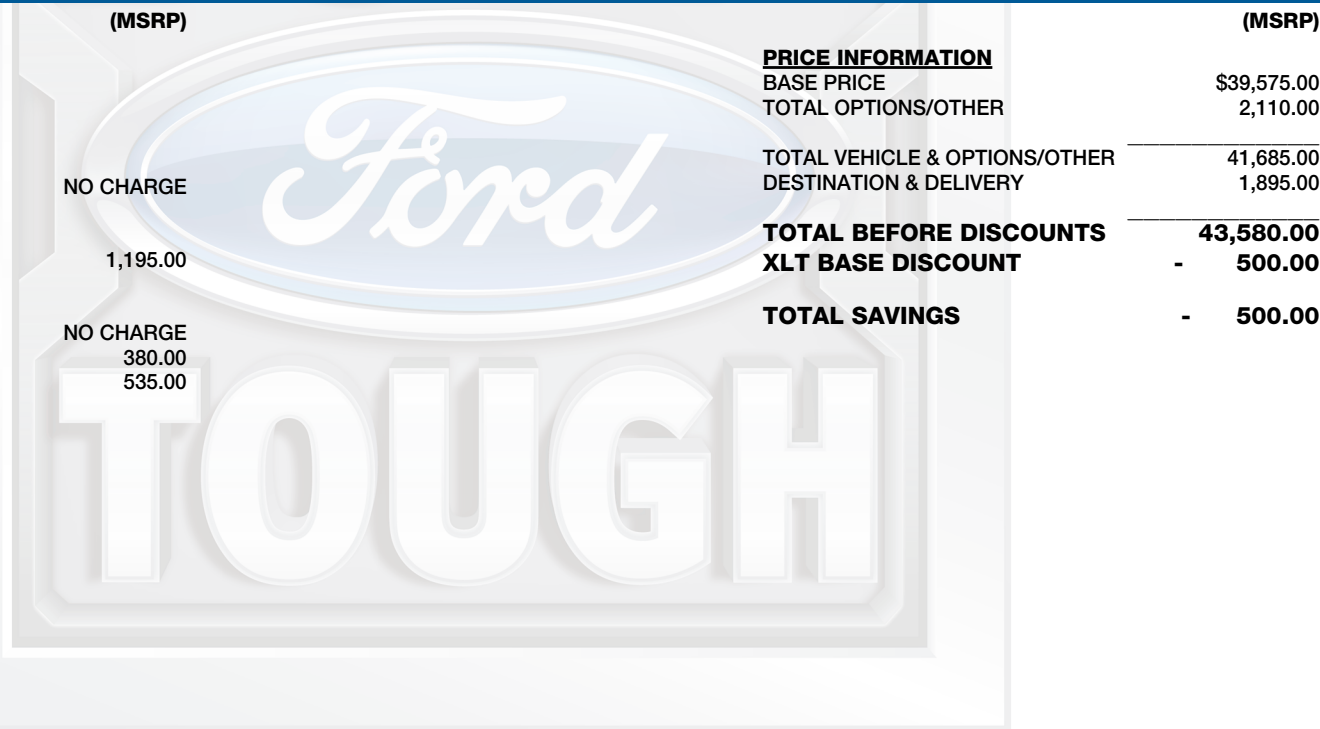 (MSRP)
NO CHARGE
1,195.00
NO CHARGE
380.00
535.00
Ford
TOUGH
(MSRP)
PRICE INFORMATION
BASE PRICE $39,575.00
TOTAL OPTIONS/OTHER 2,110.00
TOTAL VEHICLE & OPTIONS/OTHER 41,685.00
DESTINATION & DELIVERY 1,895.00
TOTAL BEFORE DISCOUNTS 43,580.00
XLT BASE DISCOUNT - 500.00
TOTAL SAVINGS - 500.00